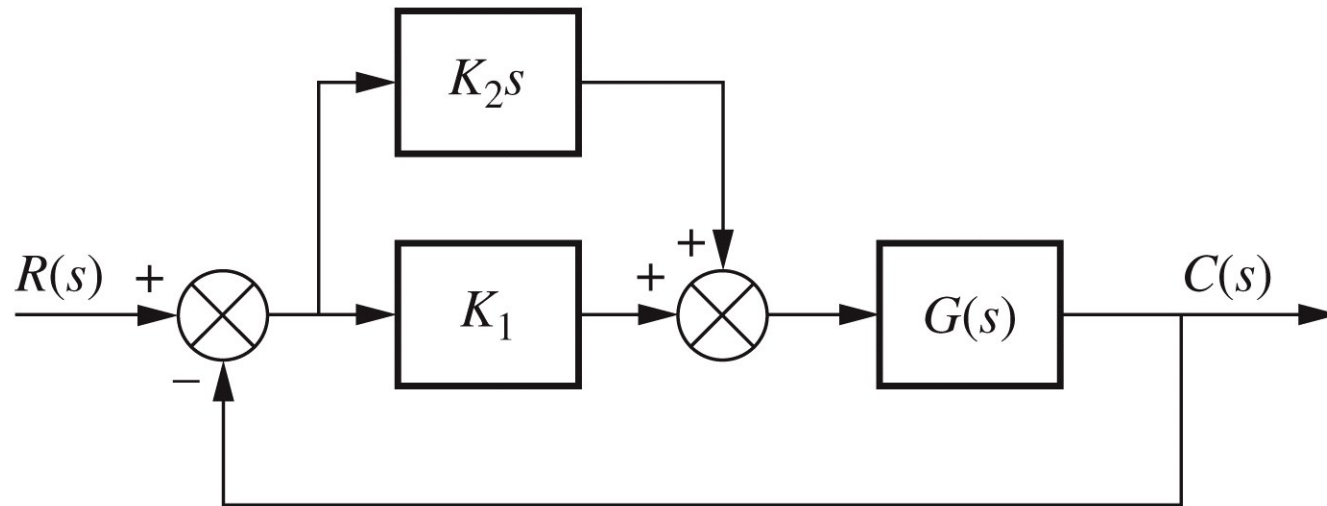 K₂s
+
R(s) + K₁ + G(s) C(s)
−